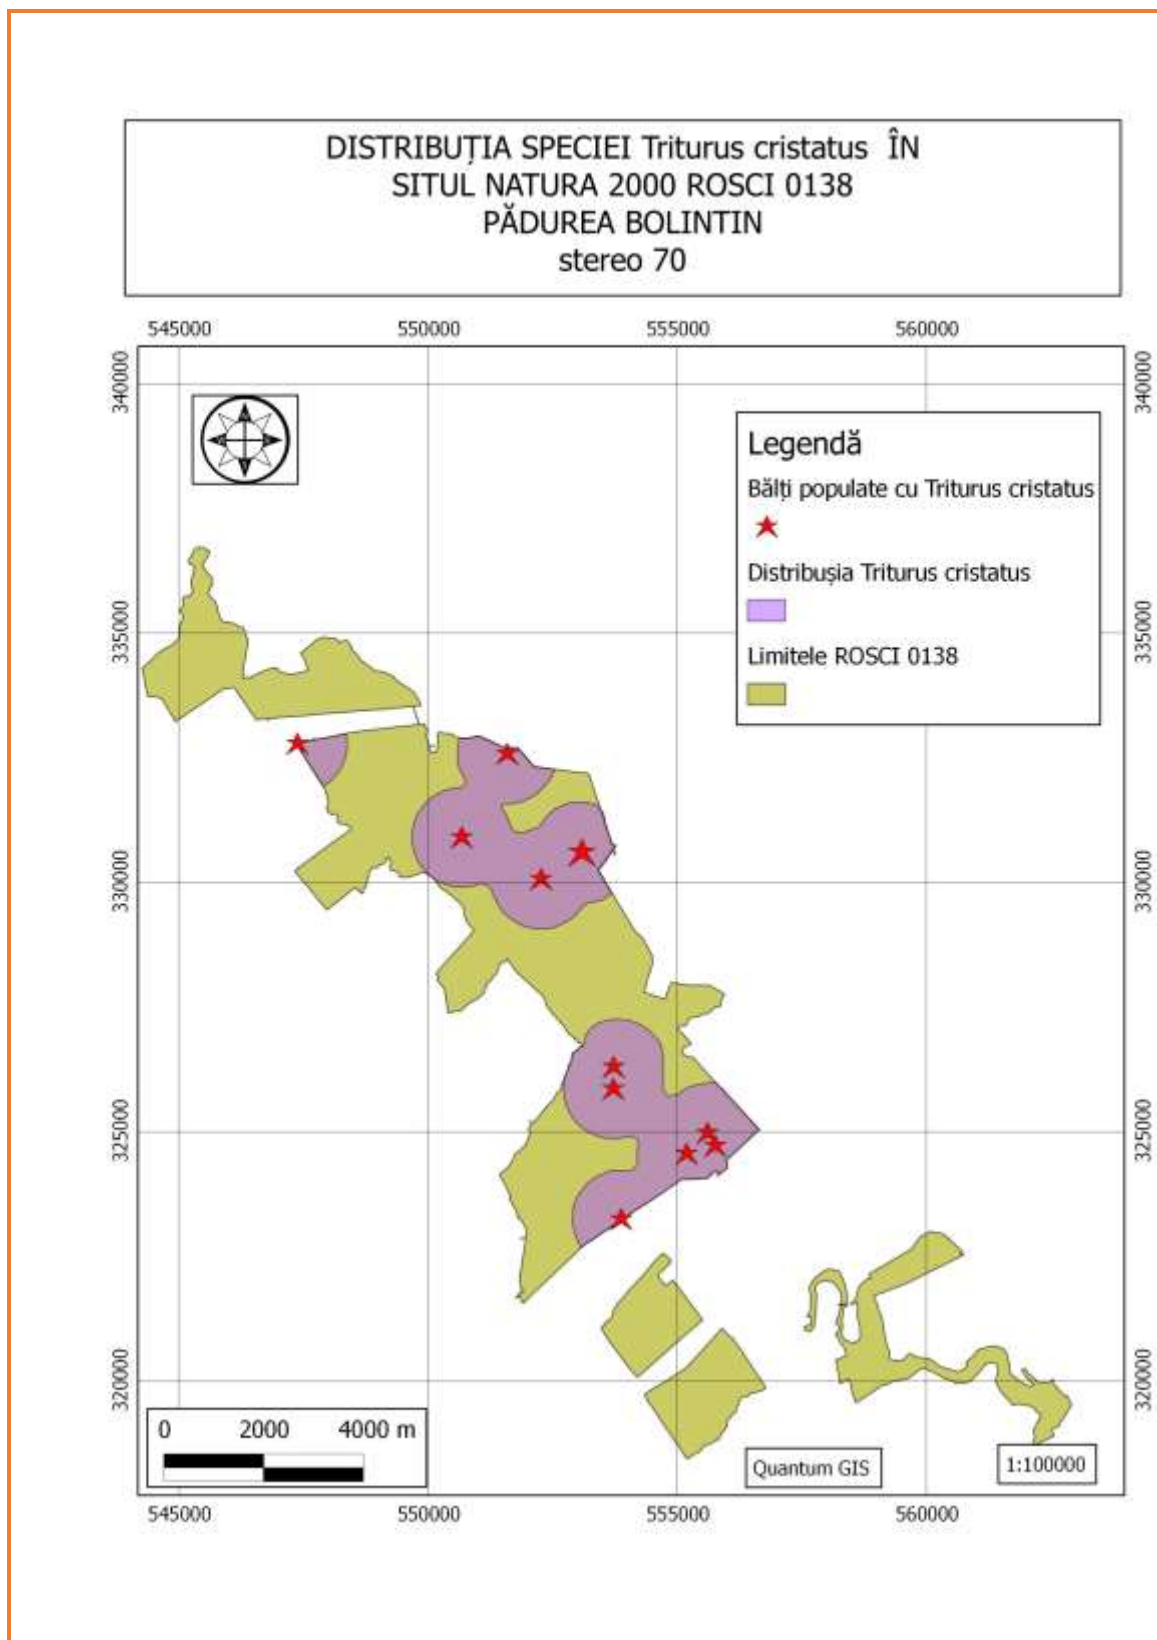 DISTRIBUȚIA SPECIEI Triturus cristatus ÎN
SITUL NATURA 2000 ROSCI 0138
PĂDUREA BOLINTIN
stereo 70
545000 550000 555000 560000
340000 340000
Legendă
Bălți populate cu Triturus cristatus
Distribușia Triturus cristatus
335000 335000
Limitele ROSCI 0138
330000 330000
325000 325000
320000 320000
0 2000 4000 m
Quantum GIS
1:100000
545000 550000 555000 560000